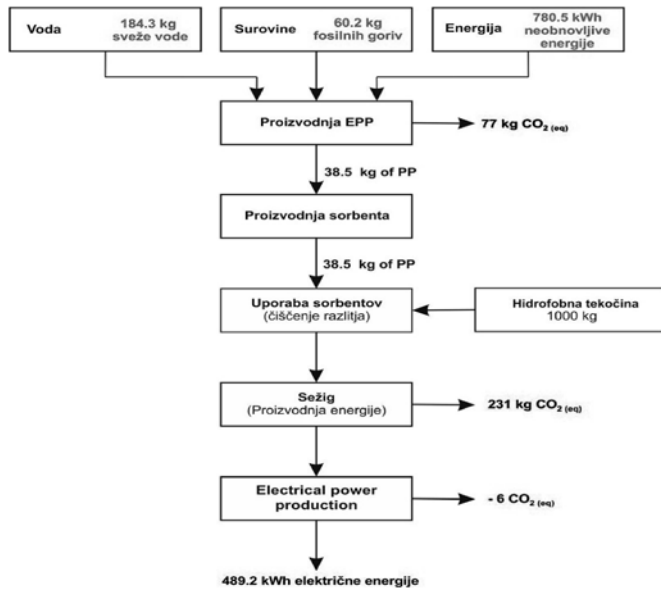 Voda
184.3 kg
sveže vode
Surovine
60.2 kg
fosilnih goriv
Energija
780.5 kWh
neobnovljive
energije
Proizvodnja EPP
77 kg CO₂ (eq)
38.5 kg of PP
Proizvodnja sorbenta
38.5 kg of PP
Uporaba sorbentov
(čiščenje razlitja)
Hidrofobna tekočina
1000 kg
Sežig
(Proizvodnja energije)
231 kg CO₂ (eq)
Electrical power
production
- 6 CO₂ (eq)
489.2 kWh električne energije